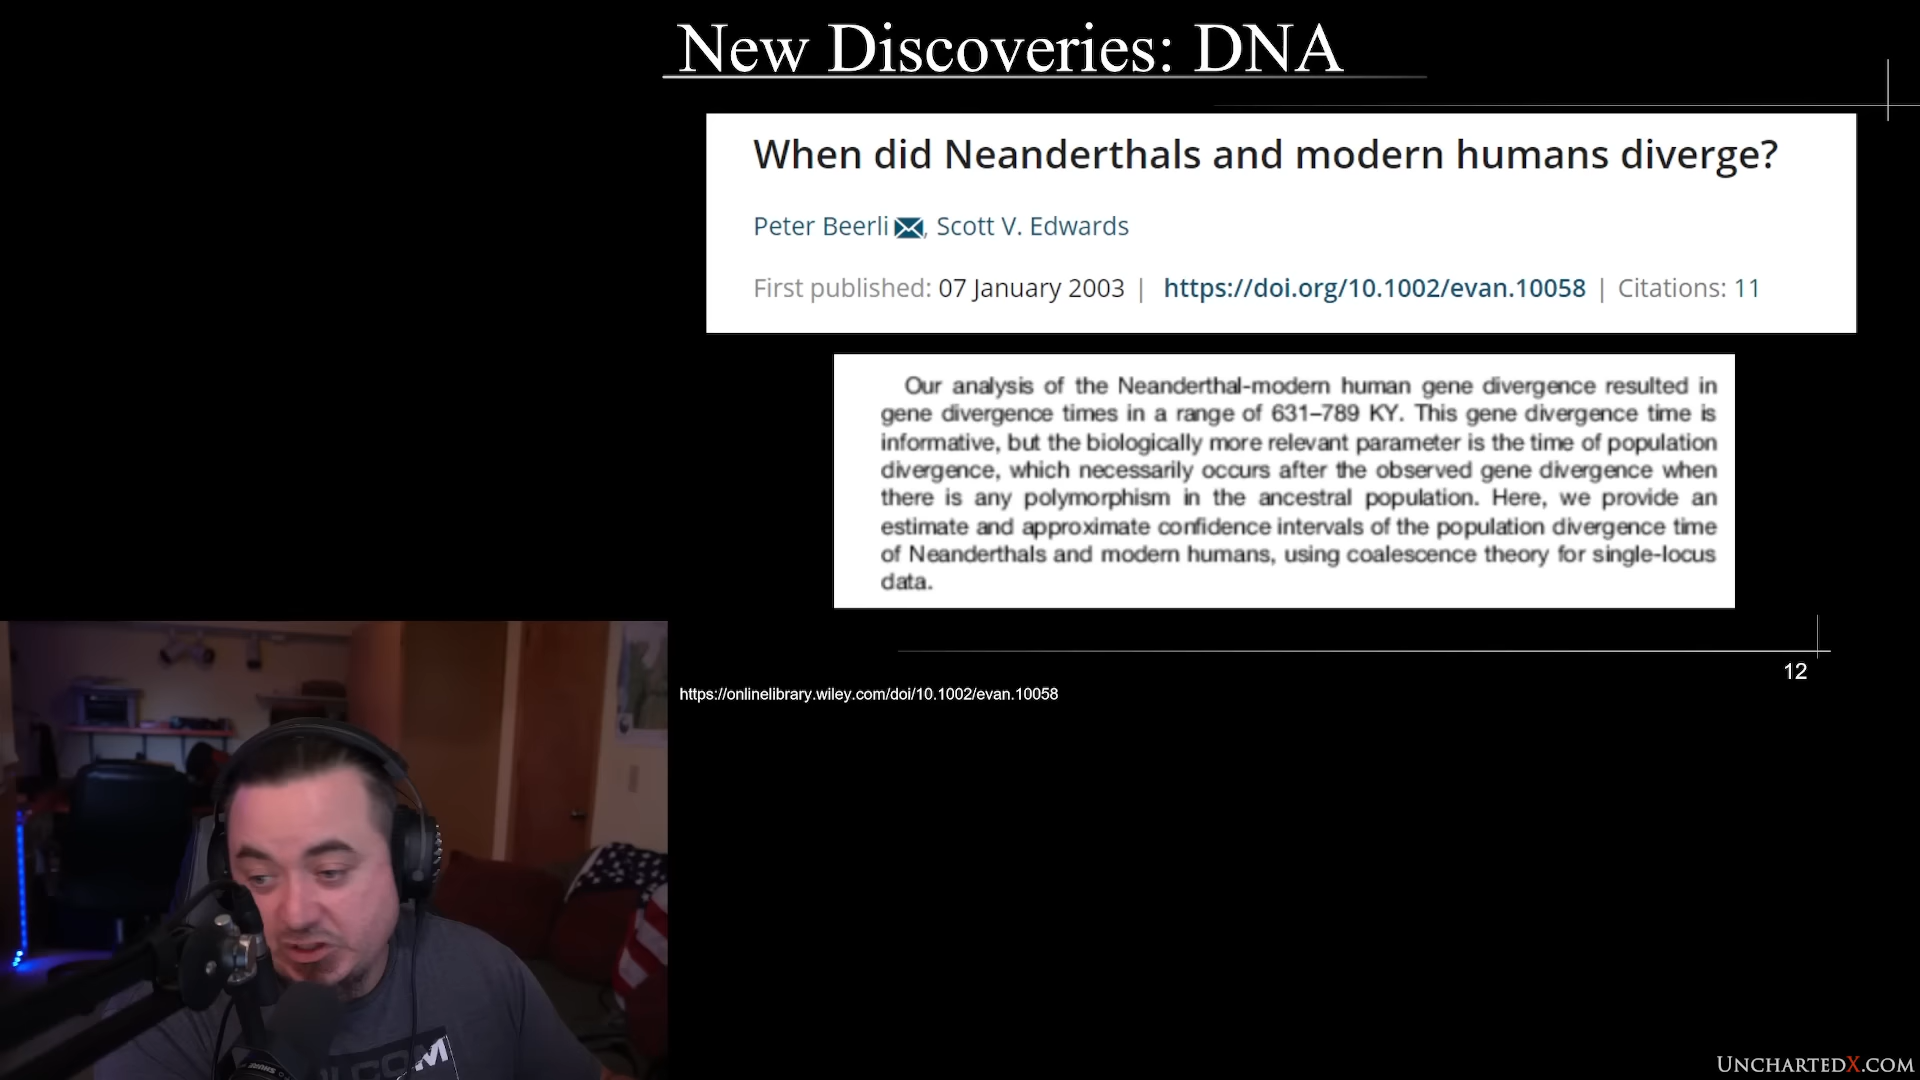 New Discoveries: DNA
When did Neanderthals and modern humans diverge?
Peter Beerli, Scott V. Edwards
First published: 07 January 2003 | https://doi.org/10.1002/evan.10058 | Citations: 11
Our analysis of the Neanderthal-modern human gene divergence resulted in
gene divergence times in a range of 631–789 KY. This gene divergence time is
informative, but the biologically more relevant parameter is the time of population
divergence, which necessarily occurs after the observed gene divergence when
there is any polymorphism in the ancestral population. Here, we provide an
estimate and approximate confidence intervals of the population divergence time
of Neanderthals and modern humans, using coalescence theory for single-locus
data.
12
https://onlinelibrary.wiley.com/doi/10.1002/evan.10058
UNCHARTEDX.COM